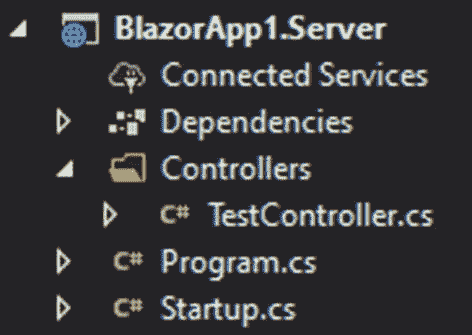 BlazorApp1.Server
Connected Services
Dependencies
Controllers
C# TestController.cs
C# Program.cs
C# Startup.cs